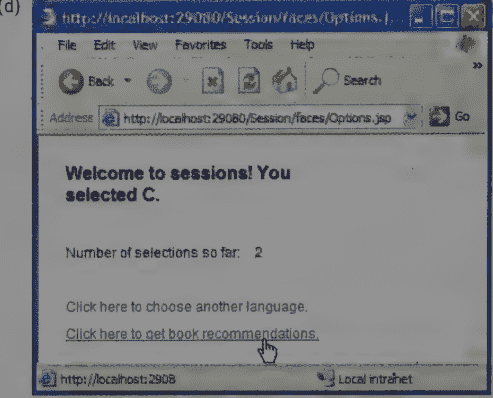 (d)
http://localhost:29080/Session/faces/Options.j...
File Edit View Favorites Tools Help
Back Search
Address http://localhost:29080/Session/faces/Options.jsp Go
Welcome to sessions! You
selected C.
Number of selections so far: 2
Click here to choose another language.
Click here to get book recommendations.
http://localhost:2908 Local intranet